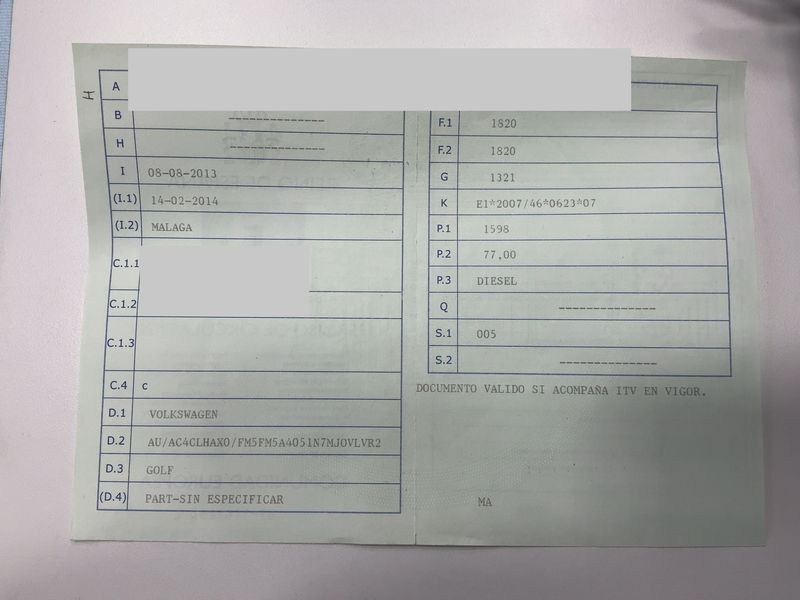 H
A
B --------------
H --------------
I 08-08-2013
(I.1) 14-02-2014
(I.2) MALAGA
C.1.1
C.1.2
C.1.3
C.4 c
D.1 VOLKSWAGEN
D.2 AU/AC4CLHAX0/FM5FM5A4051N7MJOVLVR2
D.3 GOLF
(D.4) PART-SIN ESPECIFICAR
F.1 1820
F.2 1820
G 1321
K E1*2007/46*0623*07
P.1 1598
P.2 77,00
P.3 DIESEL
Q --------------
S.1 005
S.2 --------------
DOCUMENTO VALIDO SI ACOMPAÑA ITV EN VIGOR.
MA